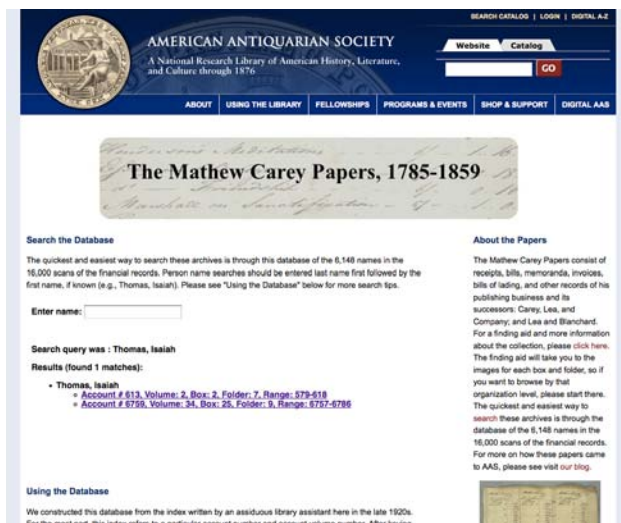 SEARCH CATALOG | LOGIN | DIGITAL A-Z
AMERICAN ANTIQUARIAN SOCIETY
A National Research Library of American History, Literature,
and Culture through 1876
Website Catalog
GO
ABOUT USING THE LIBRARY FELLOWSHIPS PROGRAMS & EVENTS SHOP & SUPPORT DIGITAL AAS
The Mathew Carey Papers, 1785-1859
Search the Database
The quickest and easiest way to search these archives is through this database of the 6,148 names in the
16,000 scans of the financial records. Person name searches should be entered last name first followed by the
first name, if known (e.g., Thomas, Isaiah). Please see "Using the Database" below for more search tips.
Enter name:
Search query was : Thomas, Isaiah
Results (found 1 matches):
• Thomas, Isaiah
Account # 613, Volume: 2, Box: 2, Folder: 7, Range: 579-618
Account # 6759, Volume: 34, Box: 25, Folder: 9, Range: 6757-6786
Using the Database
We constructed this database from the index written by an assiduous library assistant here in the late 1920s.
About the Papers
The Mathew Carey Papers consist of
receipts, bills, memoranda, invoices,
bills of lading, and other records of his
publishing business and its
successors: Carey, Lea, and
Company; and Lea and Blanchard.
For a finding aid and more information
about the collection, please click here.
The finding aid will take you to the
images for each box and folder, so if
you want to browse by that
organization level, please start there.
The quickest and easiest way to
search these archives is through the
database of the 6,148 names in the
16,000 scans of the financial records.
For more on how these papers came
to AAS, please see visit our blog.